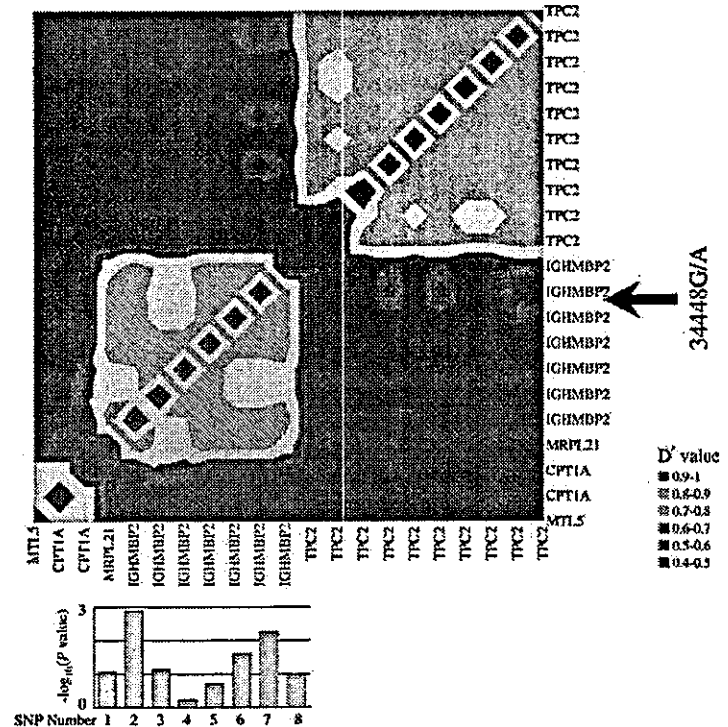 TPC2
TPC2
TPC2
TPC2
TPC2
TPC2
TPC2
TPC2
TPC2
TPC2
IGHMBP2
IGHMBP2
IGHMBP2
IGHMBP2
IGHMBP2
IGHMBP2
IGHMBP2
MRPL21
CPT1A
CPT1A
MTL5
34448G/A
D' value
0.9-1
0.8-0.9
0.7-0.8
0.6-0.7
0.5-0.6
0.4-0.5
MTL5
CPT1A
CPT1A
MRPL21
IGHMBP2
IGHMBP2
IGHMBP2
IGHMBP2
IGHMBP2
IGHMBP2
IGHMBP2
TPC2
TPC2
TPC2
TPC2
TPC2
TPC2
TPC2
TPC2
TPC2
TPC2
3
-log10(P value)
0
SNP Number 1 2 3 4 5 6 7 8